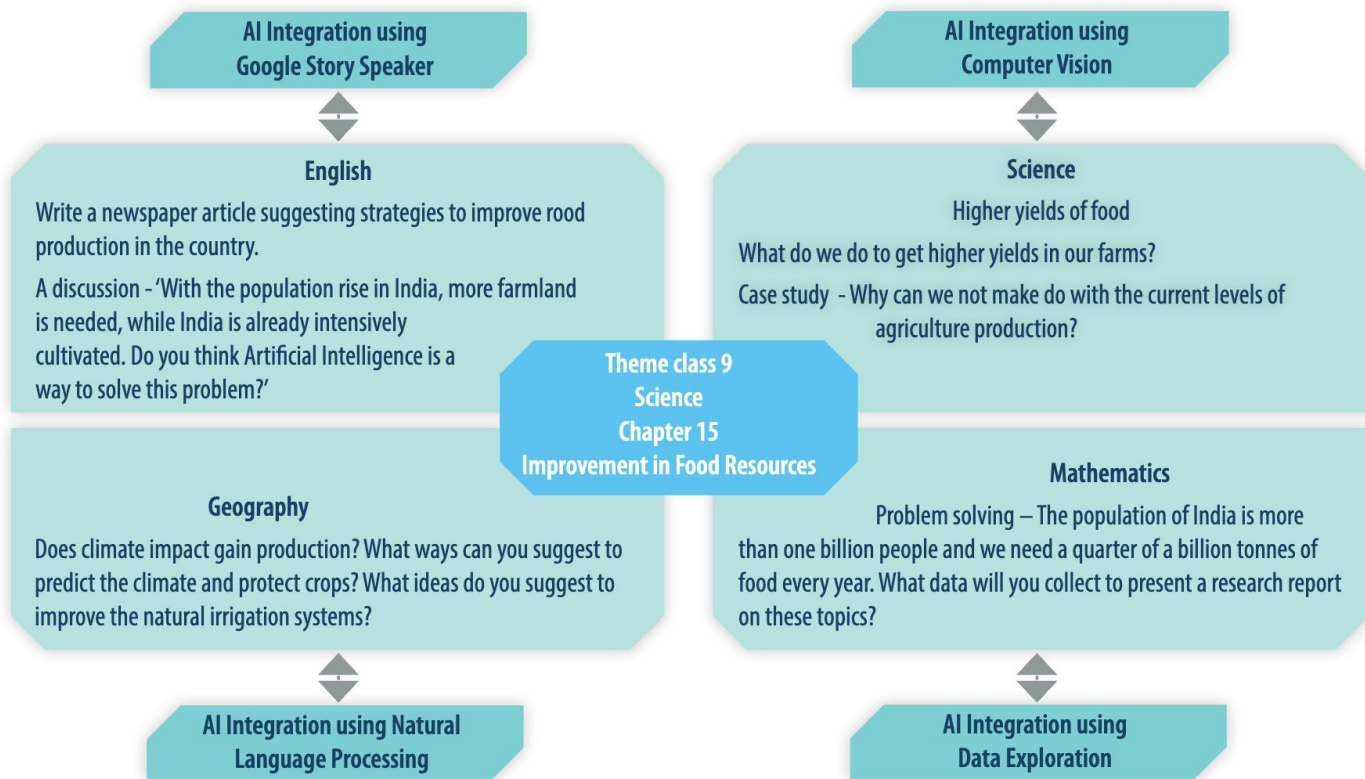 AI Integration using
Google Story Speaker
AI Integration using
Computer Vision
English
Write a newspaper article suggesting strategies to improve rood
production in the country.
A discussion - ‘With the population rise in India, more farmland
is needed, while India is already intensively
cultivated. Do you think Artificial Intelligence is a
way to solve this problem?’
Science
Higher yields of food
What do we do to get higher yields in our farms?
Case study - Why can we not make do with the current levels of
agriculture production?
Theme class 9
Science
Chapter 15
Improvement in Food Resources
Geography
Does climate impact gain production? What ways can you suggest to
predict the climate and protect crops? What ideas do you suggest to
improve the natural irrigation systems?
Mathematics
Problem solving – The population of India is more
than one billion people and we need a quarter of a billion tonnes of
food every year. What data will you collect to present a research report
on these topics?
AI Integration using Natural
Language Processing
AI Integration using
Data Exploration